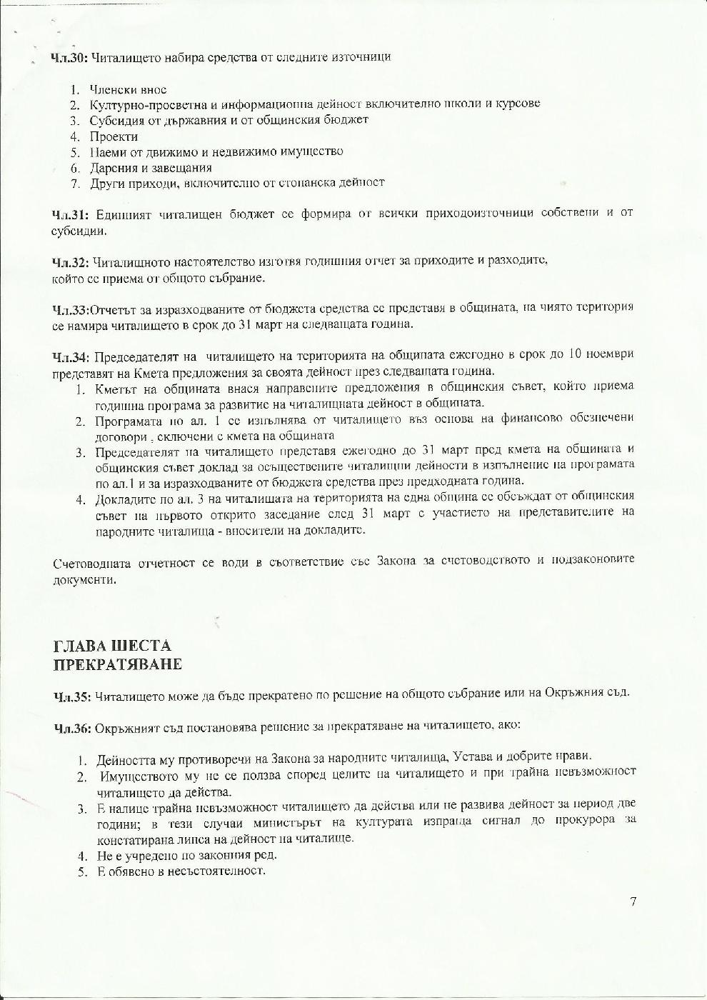 Чл.30: Читалището набира средства от следните източници
1. Членски внос
2. Културно-просветна и информационна дейност включително школи и курсове
3. Субсидия от държавния и от общинския бюджет
4. Проекти
5. Наеми от движимо и недвижимо имущество
6. Дарения и завещания
7. Други приходи, включително от стопанска дейност
Чл.31: Единният читалищен бюджет се формира от всички приходоизточници собствени и от
субсидии.
Чл.32: Читалищното настоятелство изготвя годишния отчет за приходите и разходите,
който се приема от общото събрание.
Чл.33:Отчетът за изразходваните от бюджета средства се представя в общината, на чиято територия
се намира читалището в срок до 31 март на следващата година.
Чл.34: Председателят на читалището на територията на общината ежегодно в срок до 10 ноември
представят на Кмета предложения за своята дейност през следващата година.
1. Кметът на общината внася направените предложения в общинския съвет, който приема
годишна програма за развитие на читалищната дейност в общината.
2. Програмата по ал. 1 се изпълнява от читалището въз основа на финансово обезпечени
договори , сключени с кмета на общината
3. Председателят на читалището представя ежегодно до 31 март пред кмета на общината и
общинския съвет доклад за осъществените читалищни дейности в изпълнение на програмата
по ал.1 и за изразходваните от бюджета средства през предходната година.
4. Докладите по ал. 3 на читалищата на територията на една община се обсъждат от общинския
съвет на първото открито заседание след 31 март с участието на представителите на
народните читалища - вносители на докладите.
Счетоводната отчетност се води в съответствие със Закона за счетоводството и подзаконовите
документи.
ГЛАВА ШЕСТА
ПРЕКРАТЯВАНЕ
Чл.35: Читалището може да бъде прекратено по решение на общото събрание или на Окръжния съд.
Чл.36: Окръжният съд постановява решение за прекратяване на читалището, ако:
1. Дейността му противоречи на Закона за народните читалища, Устава и добрите нрави.
2. Имуществото му не се ползва според целите на читалището и при трайна невъзможност
читалището да действа.
3. Е налице трайна невъзможност читалището да действа или не развива дейност за период две
години; в тези случаи министърът на културата изпраща сигнал до прокурора за
констатирана липса на дейност на читалище.
4. Не е учредено по законния ред.
5. Е обявено в несъстоятелност.
7